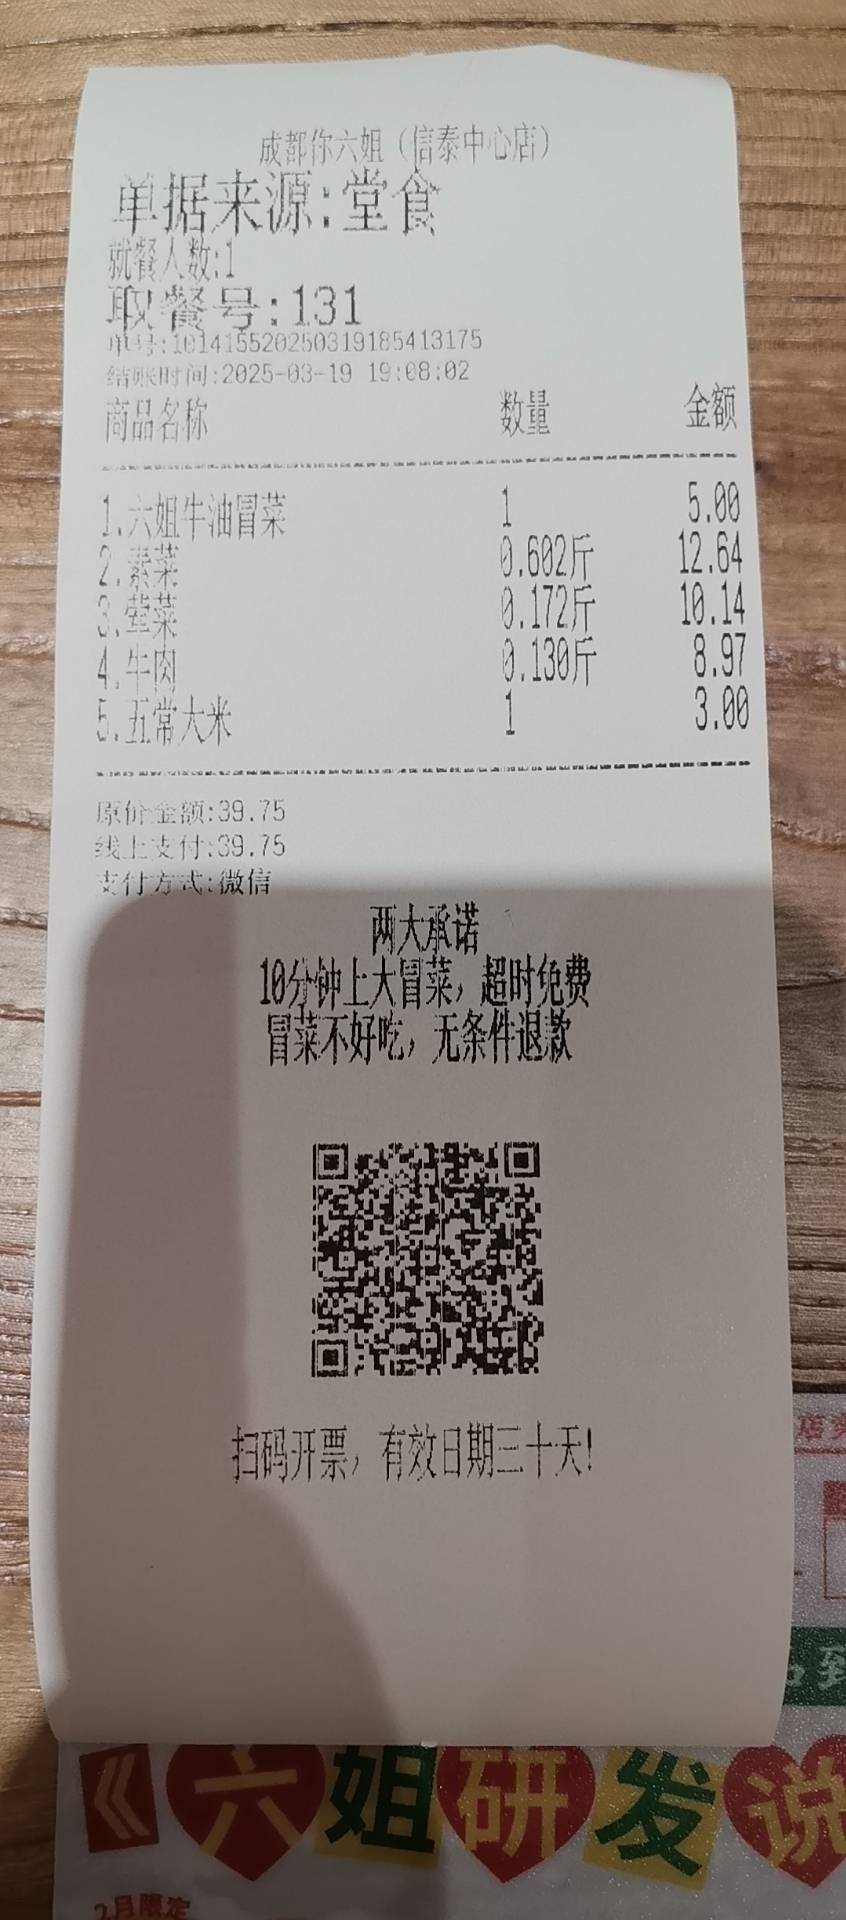 成都你六姐（信泰中心店）
单据来源:堂食
就餐人数:1
取餐号:131
单号:10141552025031918541​3175
结账时间:2025-03-19 19:08:02
商品名称 数量 金额
1.六姐牛油冒菜 1 5.00
2.素菜 0.602斤 12.64
3.荤菜 0.172斤 10.14
4.牛肉 0.130斤 8.97
5.五常大米 1 3.00
原价金额:39.75
线上支付:39.75
支付方式:微信
两大承诺
10分钟上大冒菜，超时免费
冒菜不好吃，无条件退款
扫码开票，有效日期三十天!
店
到
《六姐研发说
2月限定